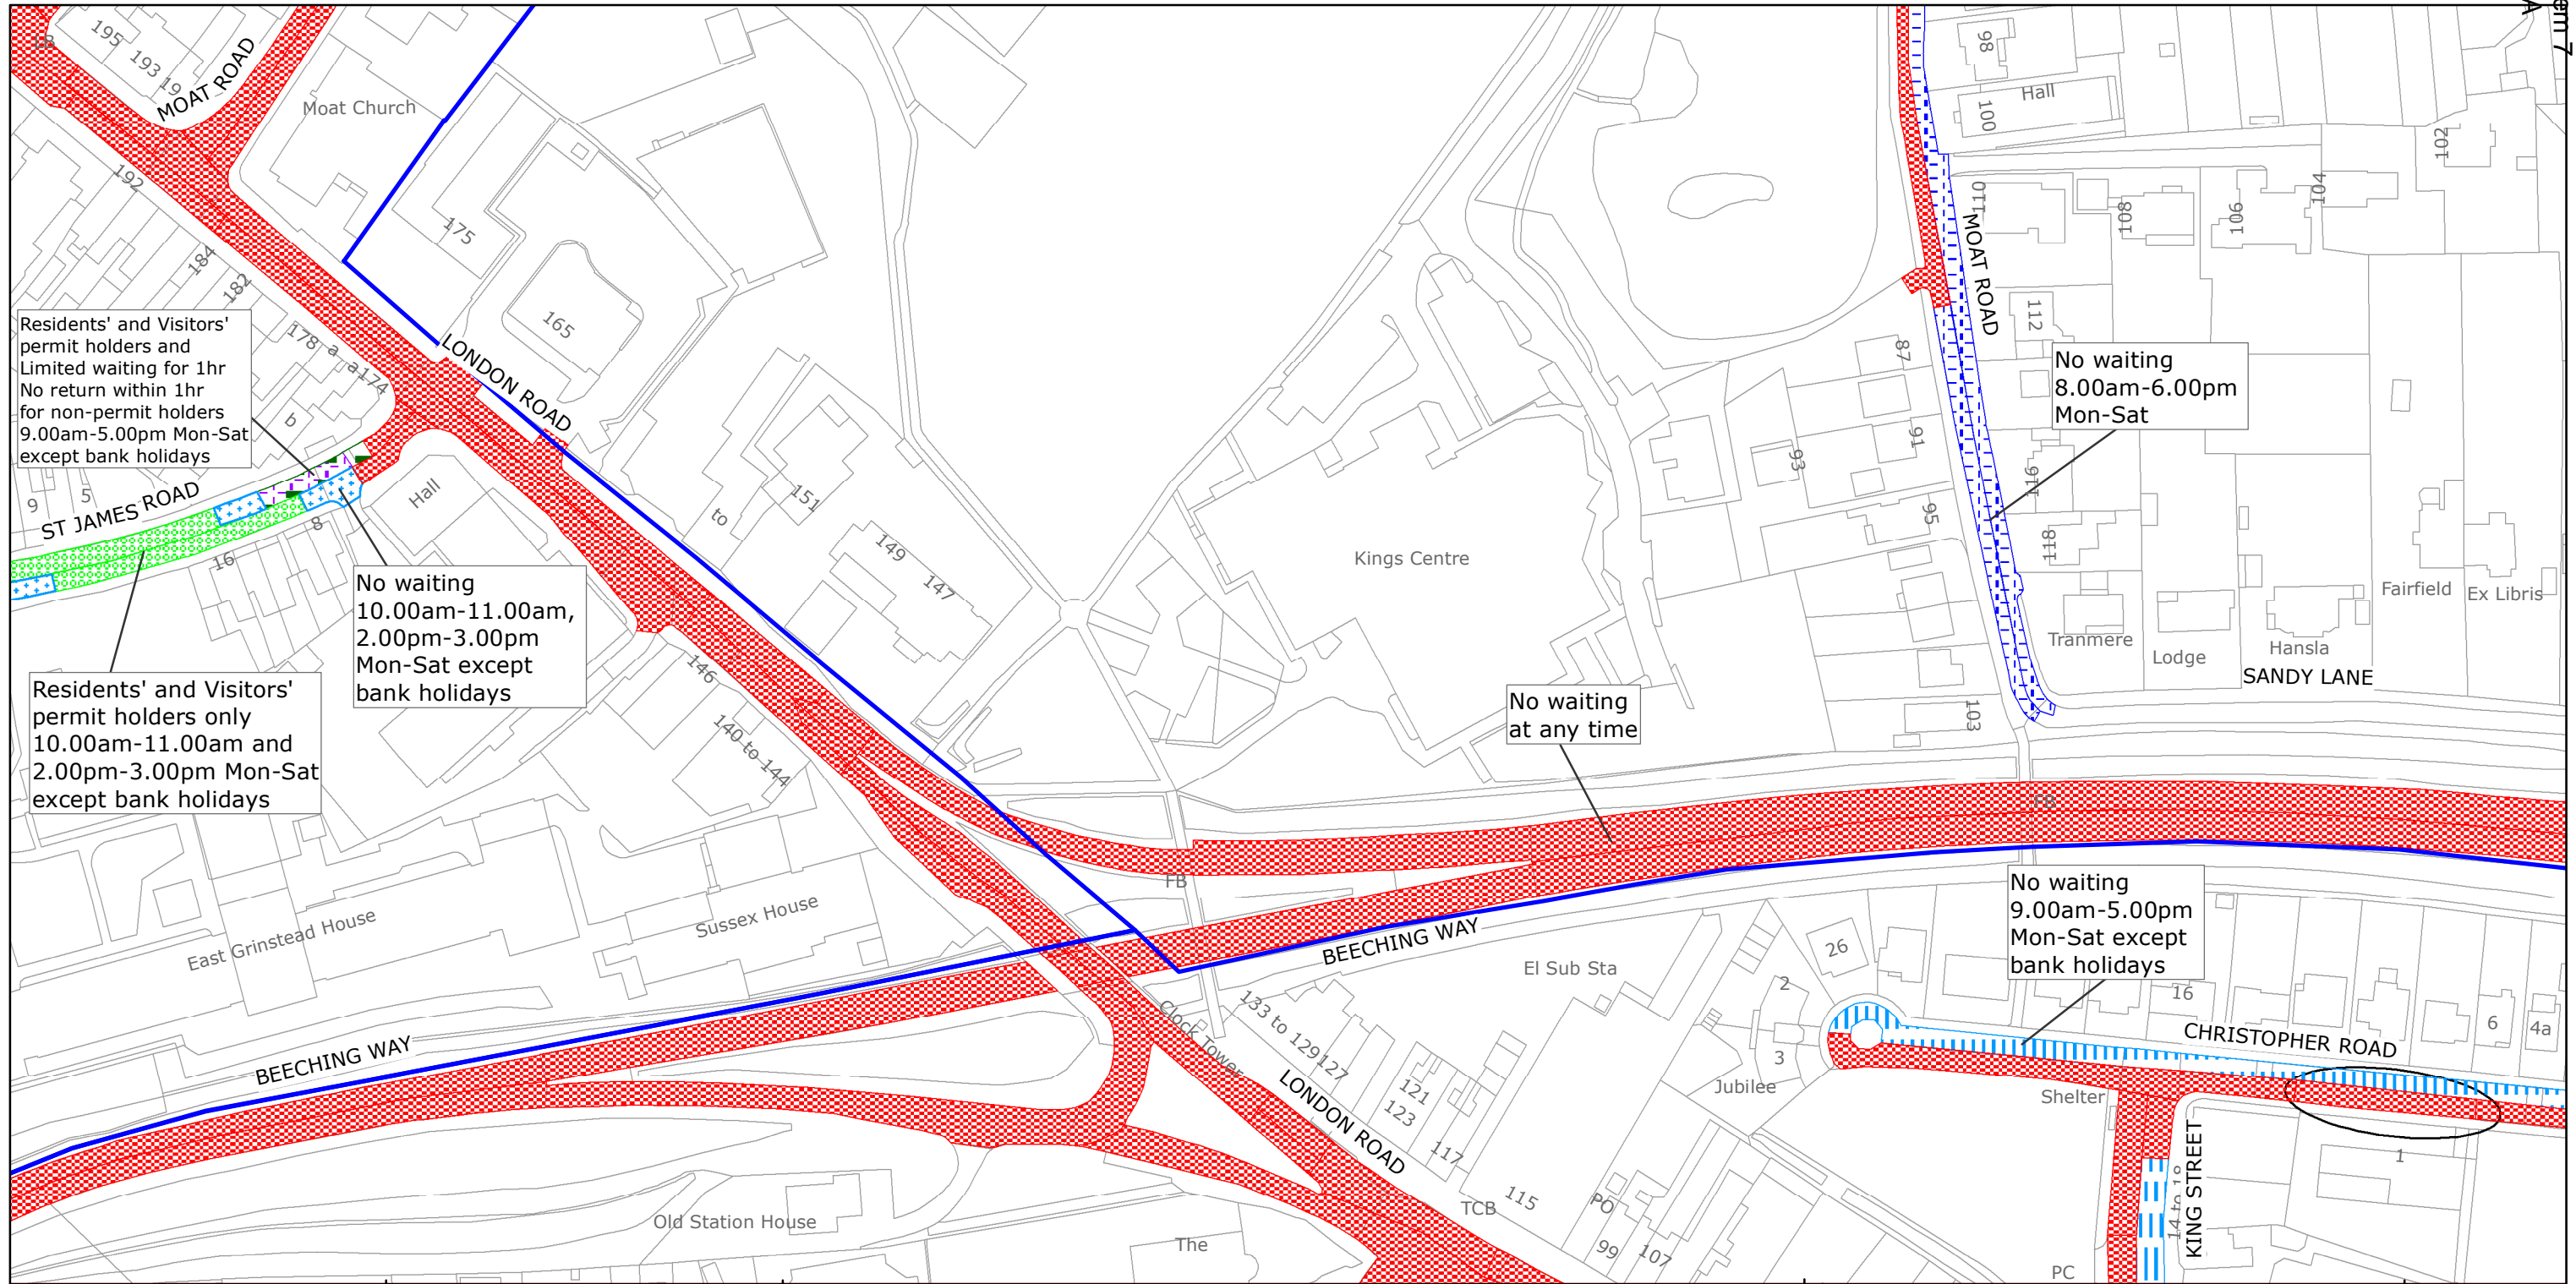 em 7
A
195
193
19
MOAT ROAD
Moat Church
192
184
182
178
a
a
174
b
175
165
LONDON ROAD
Residents' and Visitors'
permit holders and
Limited waiting for 1hr
No return within 1hr
for non-permit holders
9.00am-5.00pm Mon-Sat
except bank holidays
9
5
ST JAMES ROAD
8
16
Hall
No waiting
10.00am-11.00am,
2.00pm-3.00pm
Mon-Sat except
bank holidays
Residents' and Visitors'
permit holders only
10.00am-11.00am and
2.00pm-3.00pm Mon-Sat
except bank holidays
151
to
149
147
146
140 to 144
Kings Centre
98
100
Hall
102
110
108
106
104
MOAT ROAD
112
87
91
93
95
103
116
118
No waiting
8.00am-6.00pm
Mon-Sat
Tranmere
Lodge
Hansla
Fairfield
Ex Libris
SANDY LANE
No waiting
at any time
FB
FB
East Grinstead House
Sussex House
BEECHING WAY
BEECHING WAY
El Sub Sta
No waiting
9.00am-5.00pm
Mon-Sat except
bank holidays
26
2
3
Jubilee
16
6
4a
CHRISTOPHER ROAD
Shelter
Clock Tower
133 to 129
127
121
123
117
115
LONDON ROAD
TCB
PO
99
107
KING STREET
14 to 18
1
PC
Old Station House
The